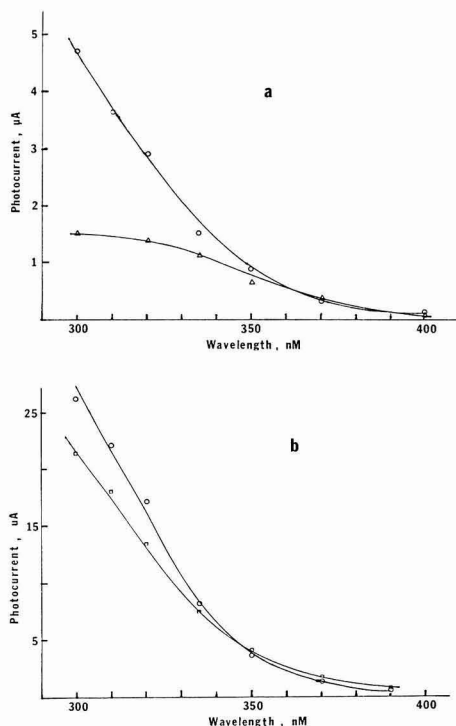 5
a
4
Photocurrent , µA
3
2
1
300
350
400
Wavelength , nM
25
b
Photocurrent , uA
15
5
300
350
400
Wavelength , nM